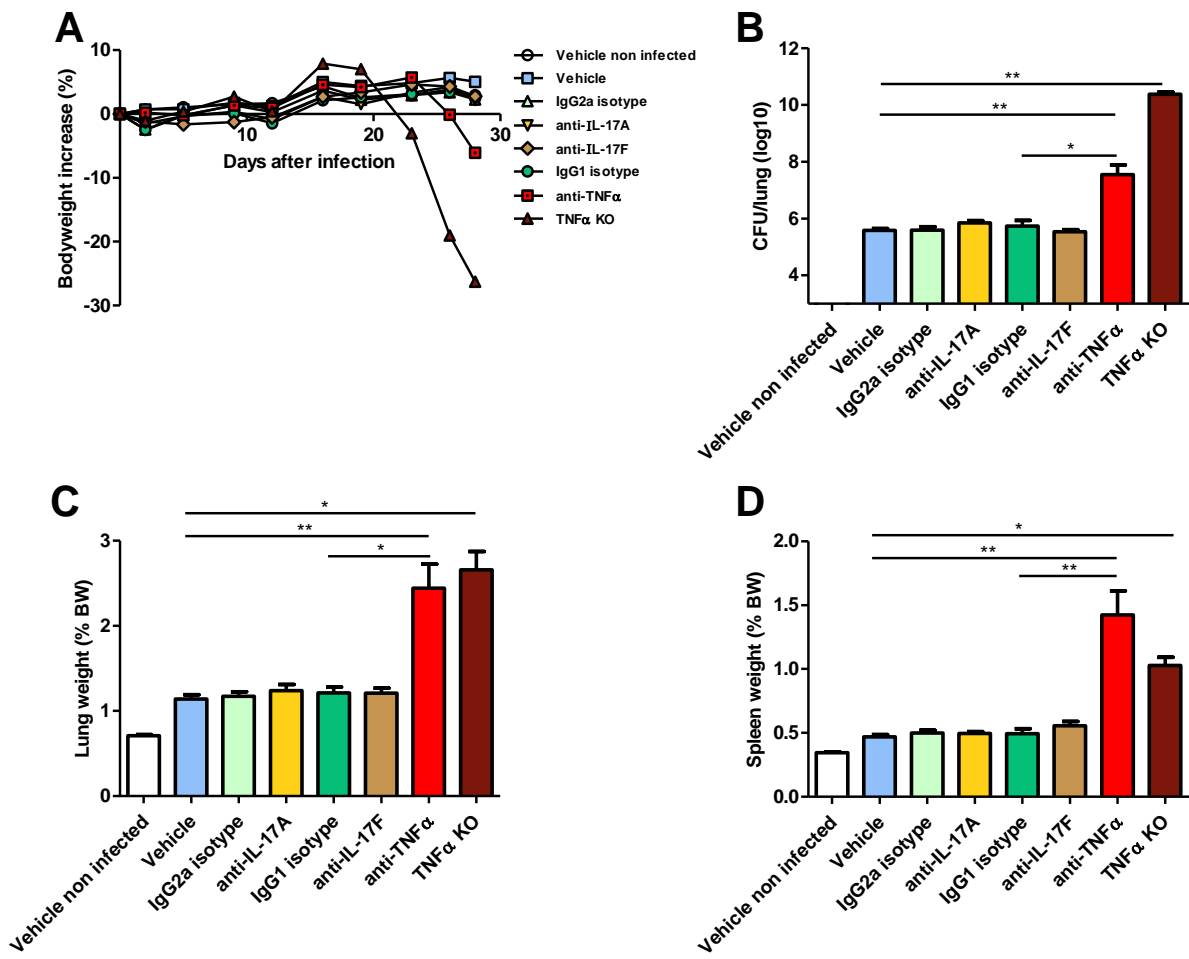 A
Bodyweight increase (%)
10
0
-10
-20
-30
10
20
30
Days after infection
Vehicle non infected
Vehicle
IgG2a isotype
anti-IL-17A
anti-IL-17F
IgG1 isotype
anti-TNFα
TNFα KO
B
CFU/lung (log10)
12
10
8
6
4
**
**
*
Vehicle non infected
Vehicle
IgG2a isotype
anti-IL-17A
IgG1 isotype
anti-IL-17F
anti-TNFα
TNFα KO
C
Lung weight (% BW)
3
2
1
0
*
**
*
Vehicle non infected
Vehicle
IgG2a isotype
anti-IL-17A
IgG1 isotype
anti-IL-17F
anti-TNFα
TNFα KO
D
Spleen weight (% BW)
2.0
1.5
1.0
0.5
0.0
*
**
**
Vehicle non infected
Vehicle
IgG2a isotype
anti-IL-17A
IgG1 isotype
anti-IL-17F
anti-TNFα
TNFα KO